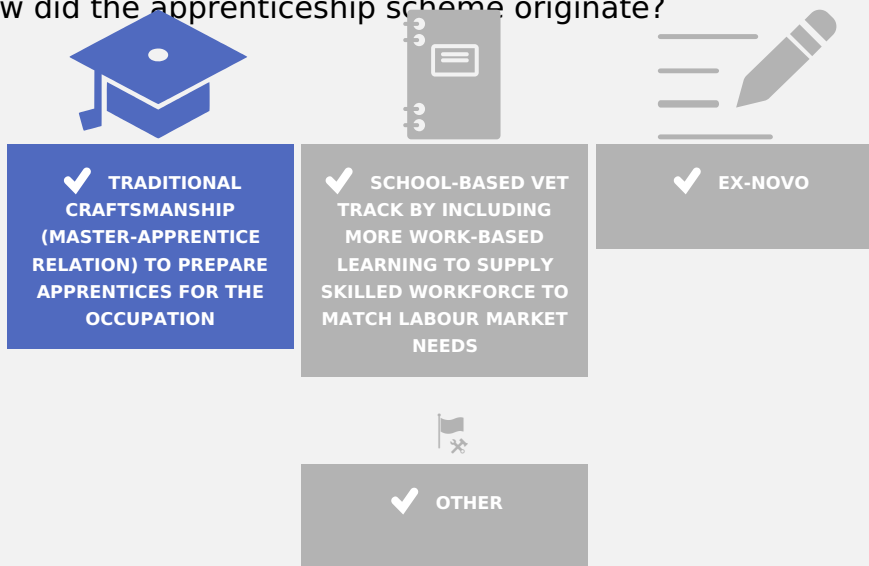 w did the apprenticeship scheme originate?
TRADITIONAL
CRAFTSMANSHIP
(MASTER-APPRENTICE
RELATION) TO PREPARE
APPRENTICES FOR THE
OCCUPATION
SCHOOL-BASED VET
TRACK BY INCLUDING
MORE WORK-BASED
LEARNING TO SUPPLY
SKILLED WORKFORCE TO
MATCH LABOUR MARKET
NEEDS
EX-NOVO
OTHER